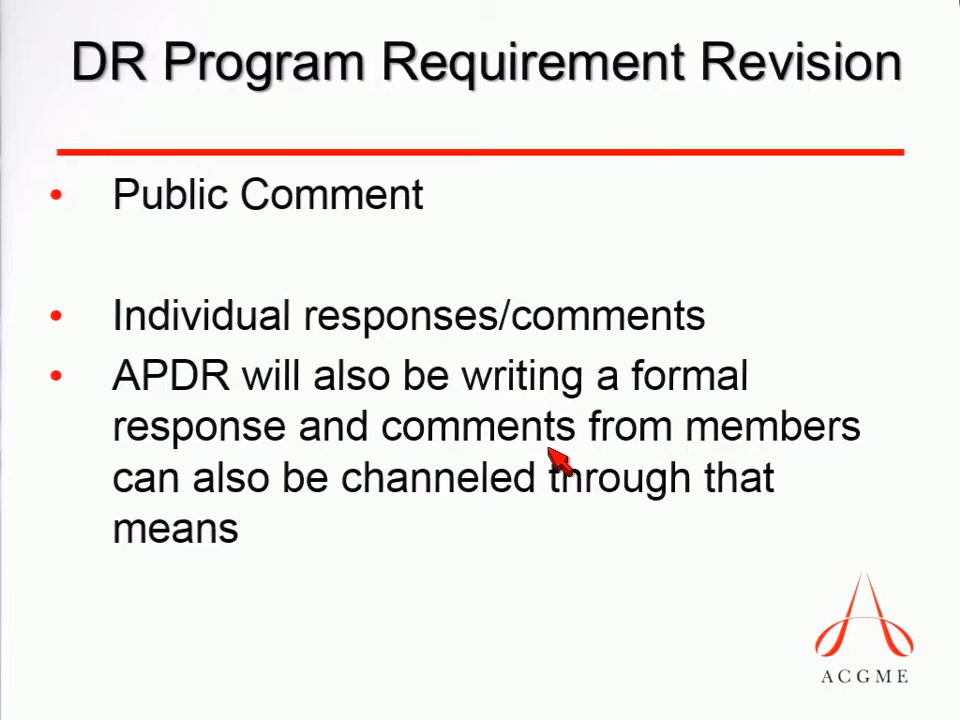 DR Program Requirement Revision
• Public Comment
• Individual responses/comments
• APDR will also be writing a formal
response and comments from members
can also be channeled through that
means
ACGME